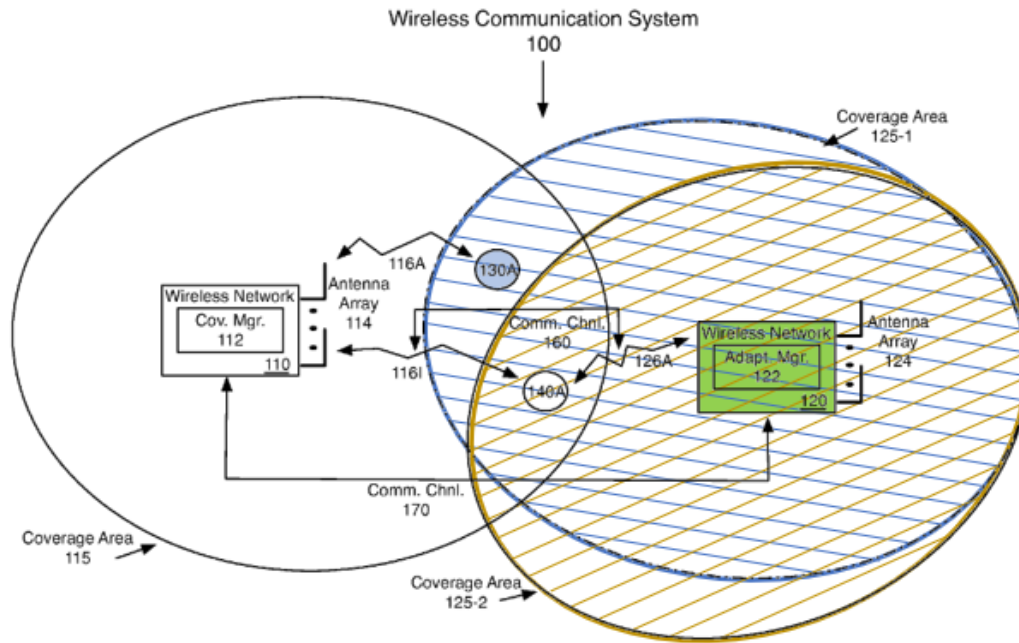 Wireless Communication System
100
Coverage Area
125-1
116A
130A
Antenna
Array
114
Wireless Network
Cov. Mgr.
112
110
Comm. Chnl.
160
116I
126A
140A
Wireless Network
Adapt. Mgr.
122
120
Antenna
Array
124
Comm. Chnl.
170
Coverage Area
115
Coverage Area
125-2